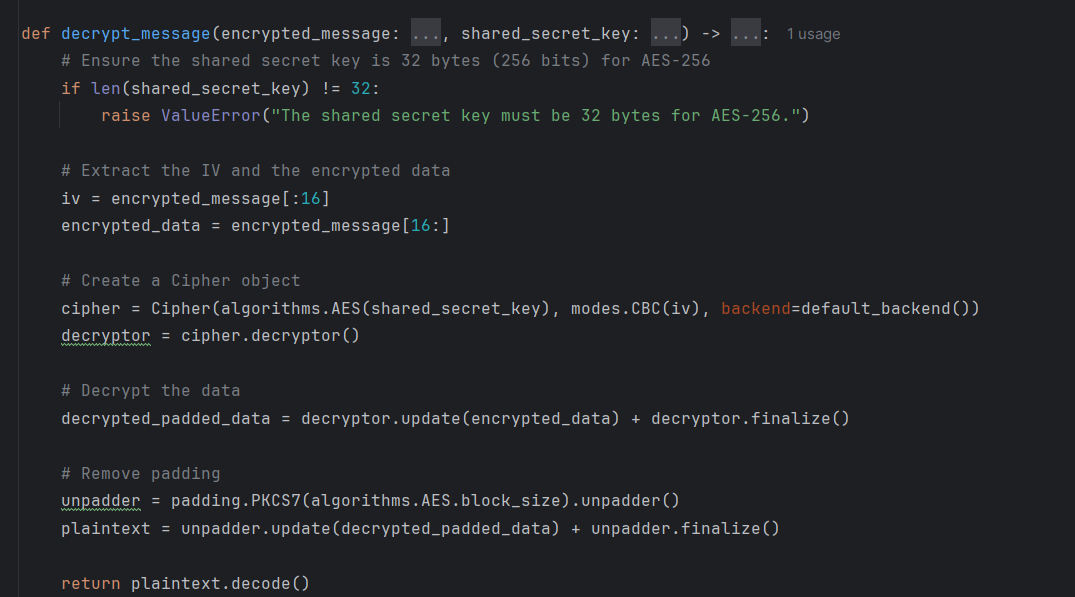 def decrypt_message(encrypted_message: ..., shared_secret_key: ...) -> ...: 1 usage
# Ensure the shared secret key is 32 bytes (256 bits) for AES-256
if len(shared_secret_key) != 32:
raise ValueError("The shared secret key must be 32 bytes for AES-256.")
# Extract the IV and the encrypted data
iv = encrypted_message[:16]
encrypted_data = encrypted_message[16:]
# Create a Cipher object
cipher = Cipher(algorithms.AES(shared_secret_key), modes.CBC(iv), backend=default_backend())
decryptor = cipher.decryptor()
# Decrypt the data
decrypted_padded_data = decryptor.update(encrypted_data) + decryptor.finalize()
# Remove padding
unpadder = padding.PKCS7(algorithms.AES.block_size).unpadder()
plaintext = unpadder.update(decrypted_padded_data) + unpadder.finalize()
return plaintext.decode()